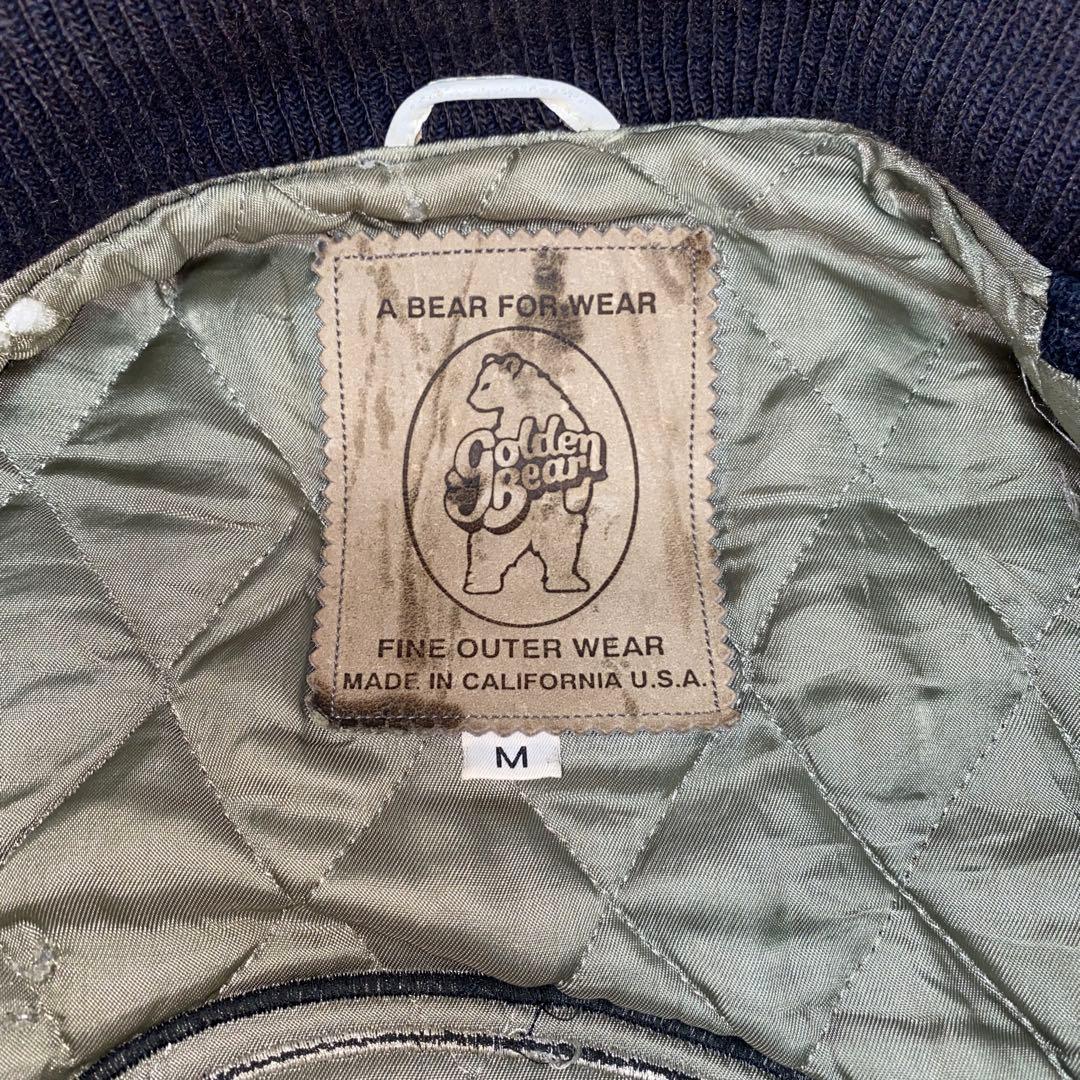 A BEAR FOR WEAR
Golden
Bear
FINE OUTER WEAR
MADE IN CALIFORNIA U.S.A.
M